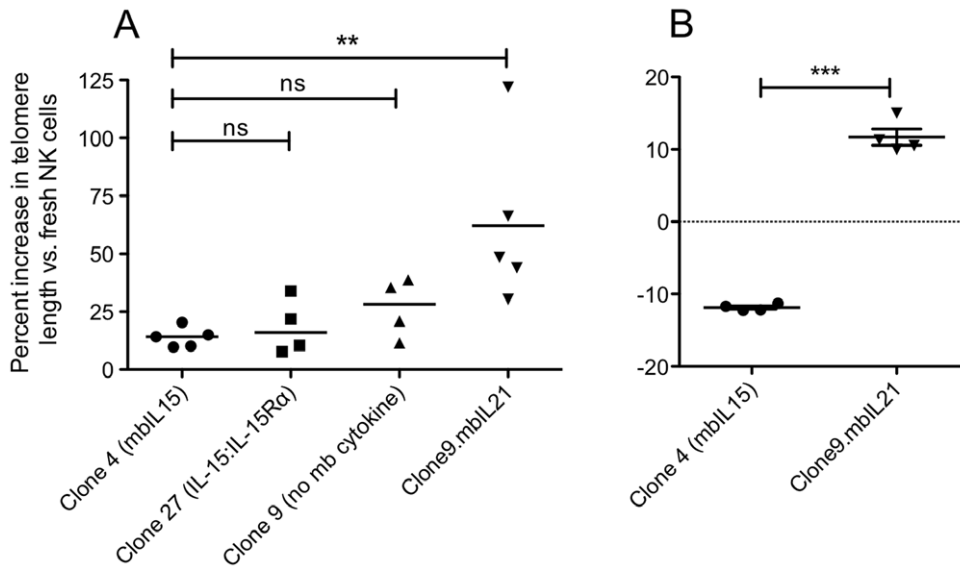 A
B
**
ns
ns
***
Percent increase in telomere
length vs. fresh NK cells
125
100
75
50
25
0
20
10
0
-10
-20
Clone 4 (mbIL15)
Clone 27 (IL-15:IL-15Rα)
Clone 9 (no mb cytokine)
Clone9.mbIL21
Clone 4 (mbIL15)
Clone9.mbIL21